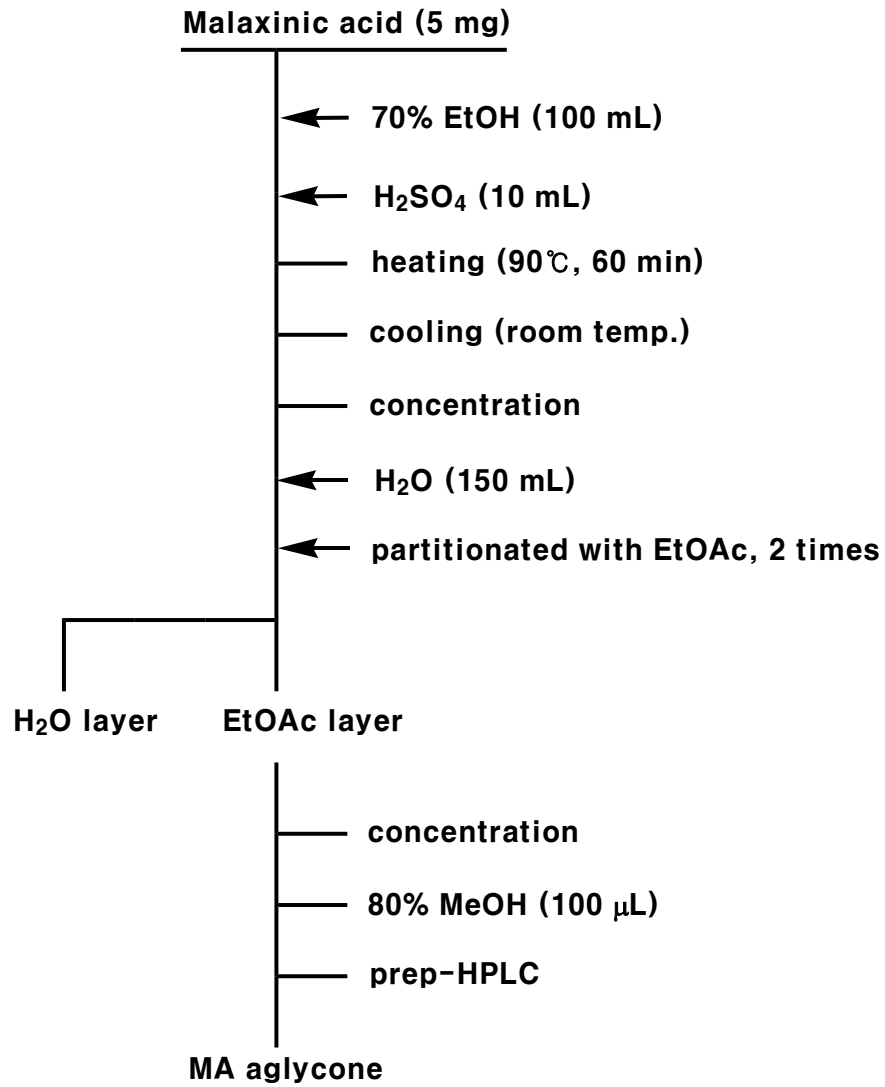 Malaxinic acid (5 mg)
70% EtOH (100 mL)
H₂SO₄ (10 mL)
heating (90℃, 60 min)
cooling (room temp.)
concentration
H₂O (150 mL)
partitionated with EtOAc, 2 times
H₂O layer
EtOAc layer
concentration
80% MeOH (100 μL)
prep-HPLC
MA aglycone